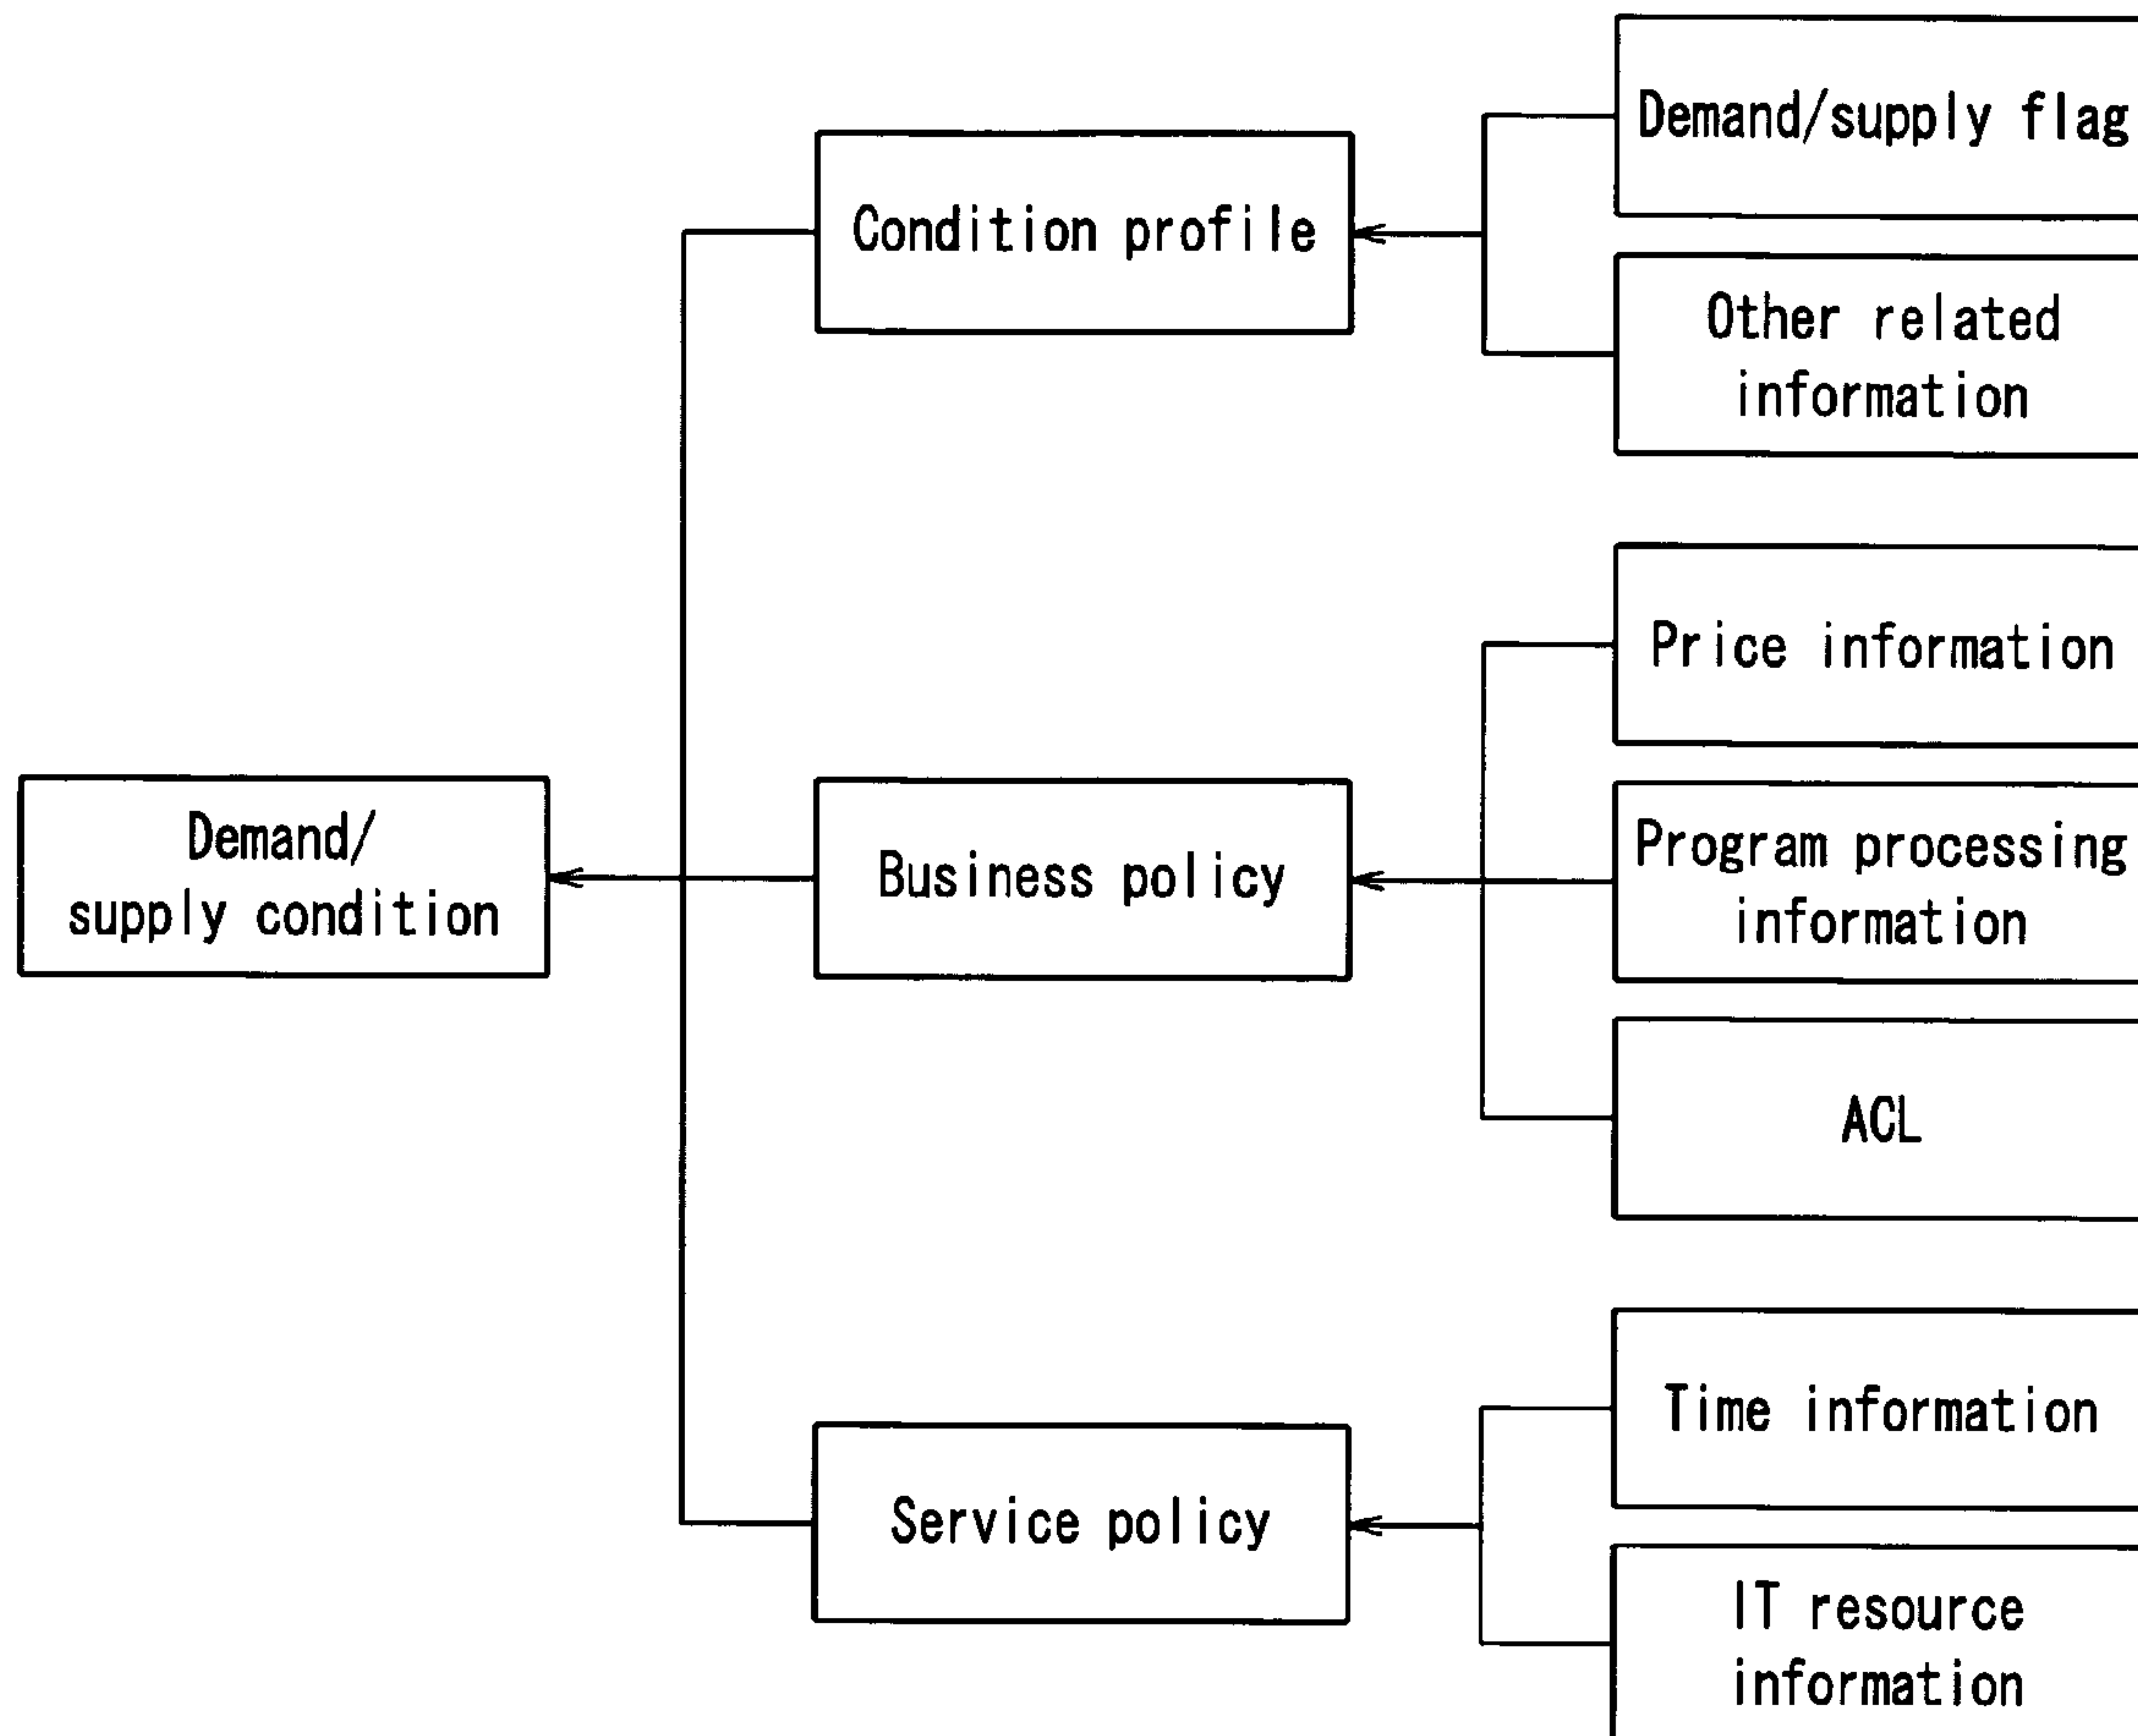 Demand/supply flag
Condition profile
Other related
information
Price information
Demand/
supply condition
Business policy
Program processing
information
ACL
Time information
Service policy
IT resource
information